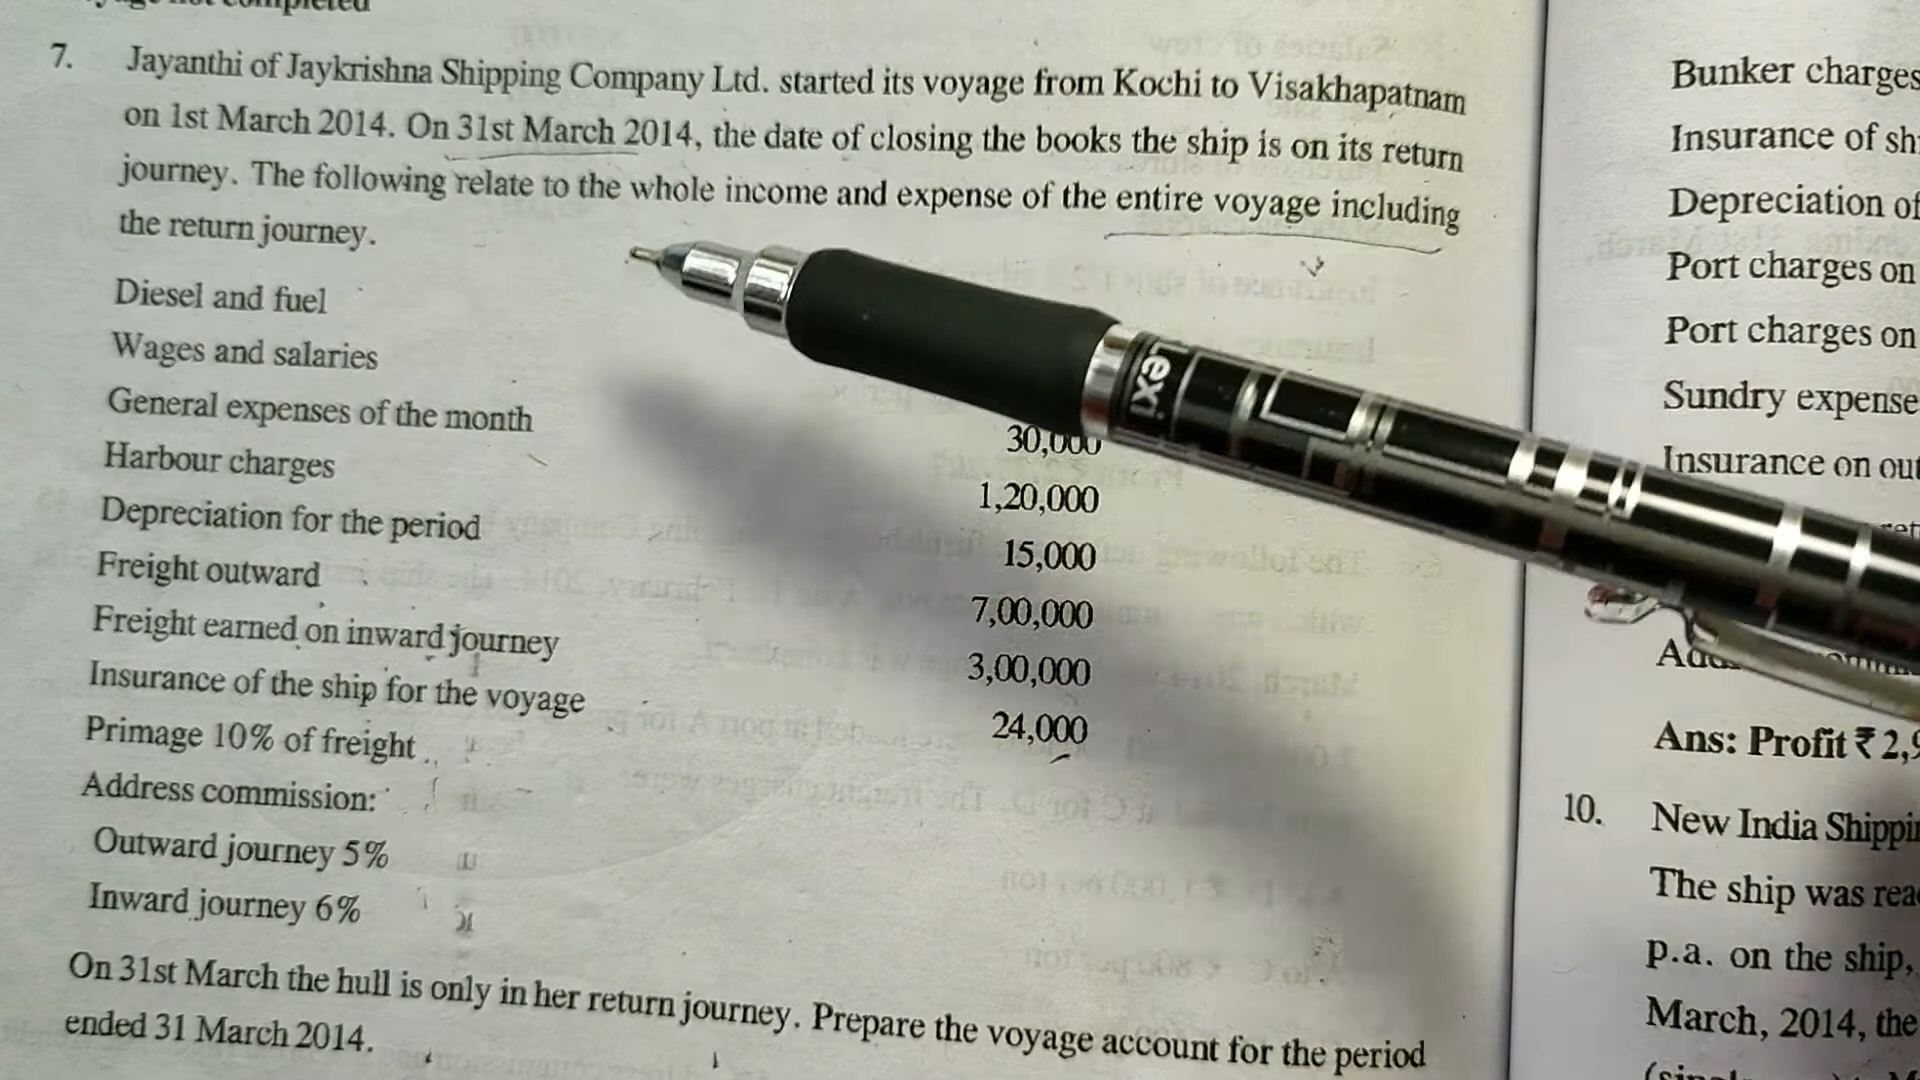 7. Jayanthi of Jaykrishna Shipping Company Ltd. started its voyage from Kochi to Visakhapatnam
on 1st March 2014. On 31st March 2014, the date of closing the books the ship is on its return
journey. The following relate to the whole income and expense of the entire voyage including
the return journey.
Diesel and fuel
Wages and salaries
General expenses of the month 30,000
Harbour charges 1,20,000
Depreciation for the period 15,000
Freight outward 7,00,000
Freight earned on inward journey 3,00,000
Insurance of the ship for the voyage 24,000
Primage 10% of freight
Address commission:
Outward journey 5%
Inward journey 6%
On 31st March the hull is only in her return journey. Prepare the voyage account for the period
ended 31 March 2014.
Lexi
Bunker charges
Insurance of
Depreciation of
Port charges on
Port charges on
Sundry
Insurance on
Ans: Profit ₹
10. New India
The ship was
p.a. on the ship,
March, 2014, the